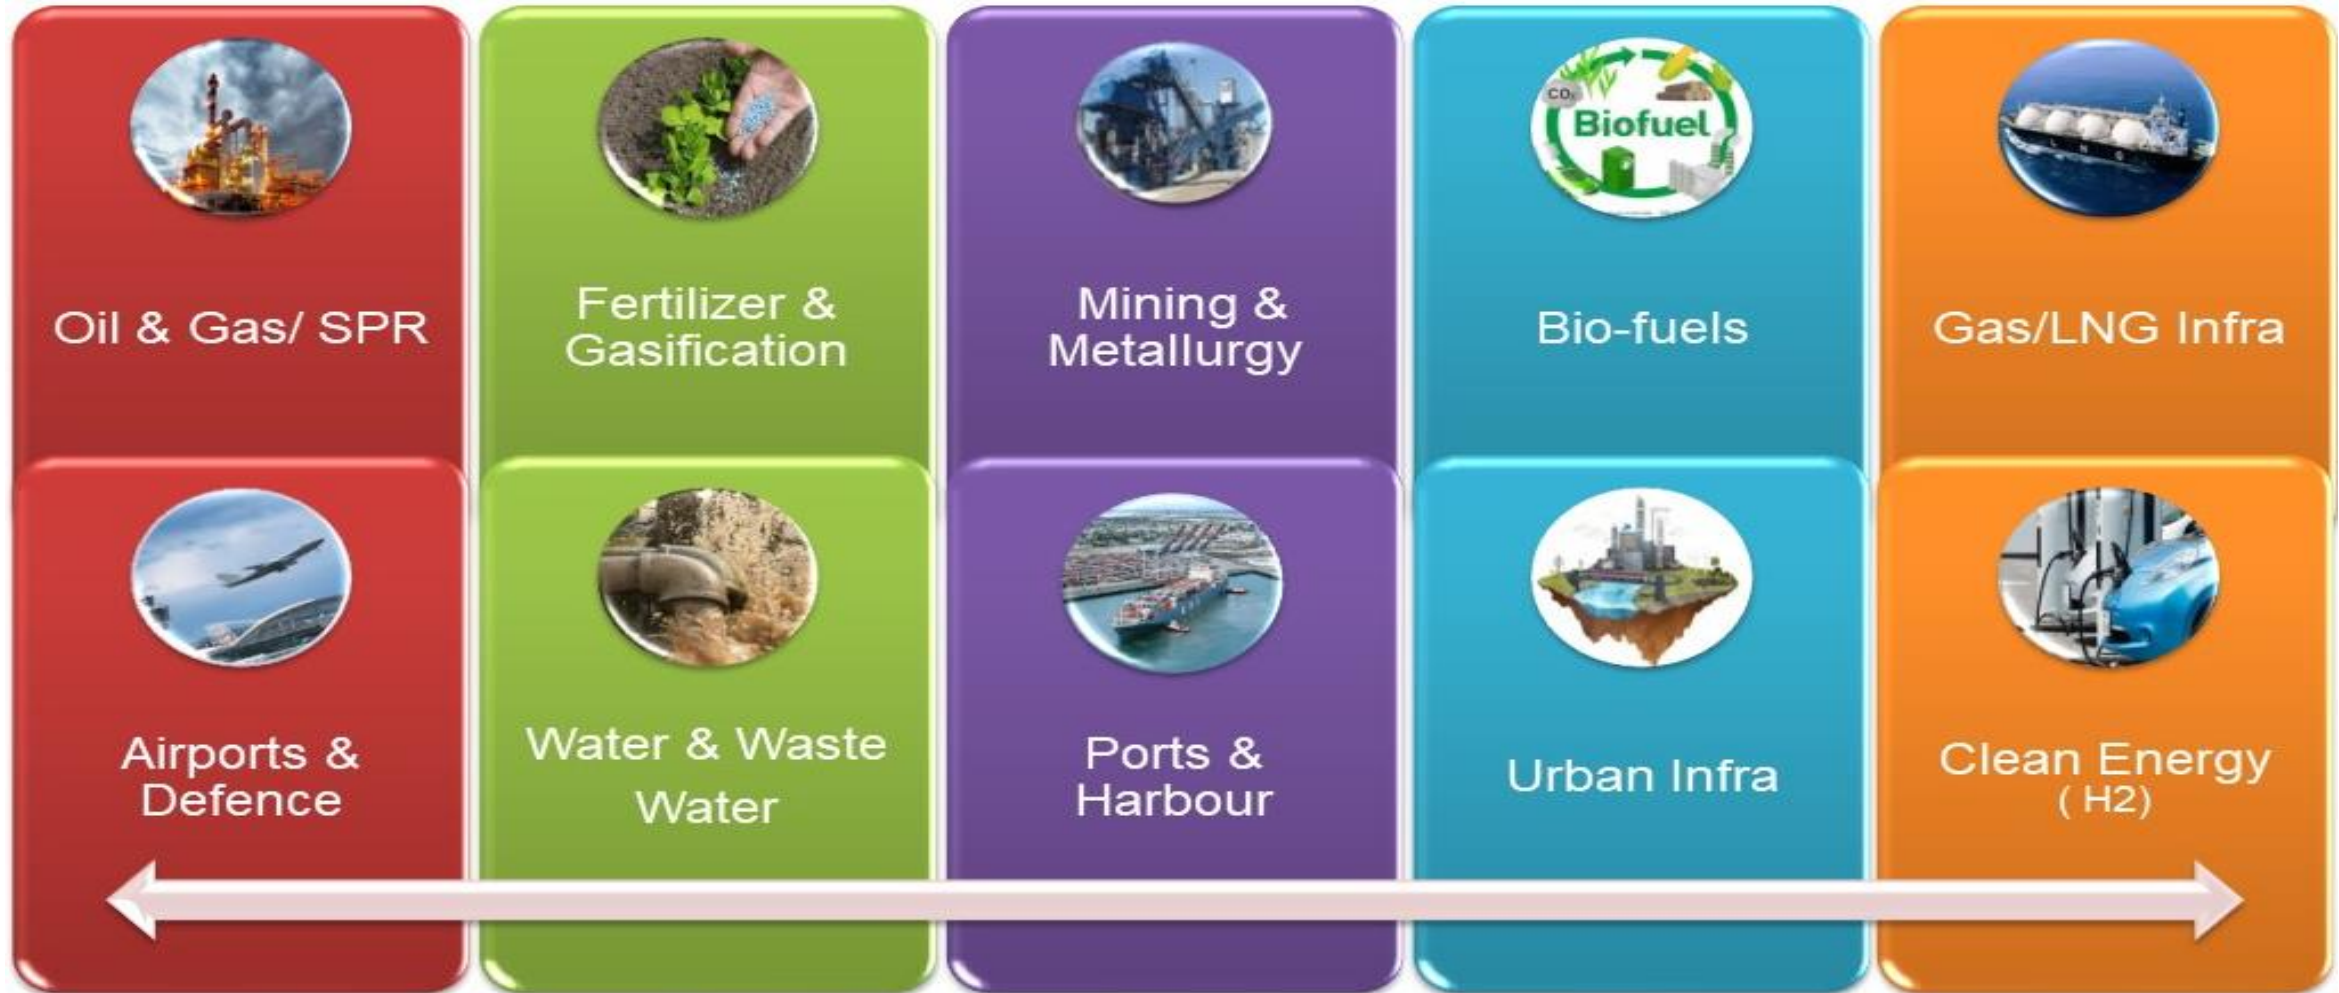 CO₂
Biofuel
Oil & Gas/ SPR
Fertilizer &
Gasification
Mining &
Metallurgy
Bio-fuels
Gas/LNG Infra
L N G
Airports &
Defence
Water & Waste
Water
Ports &
Harbour
Urban Infra
Clean Energy
( H2)